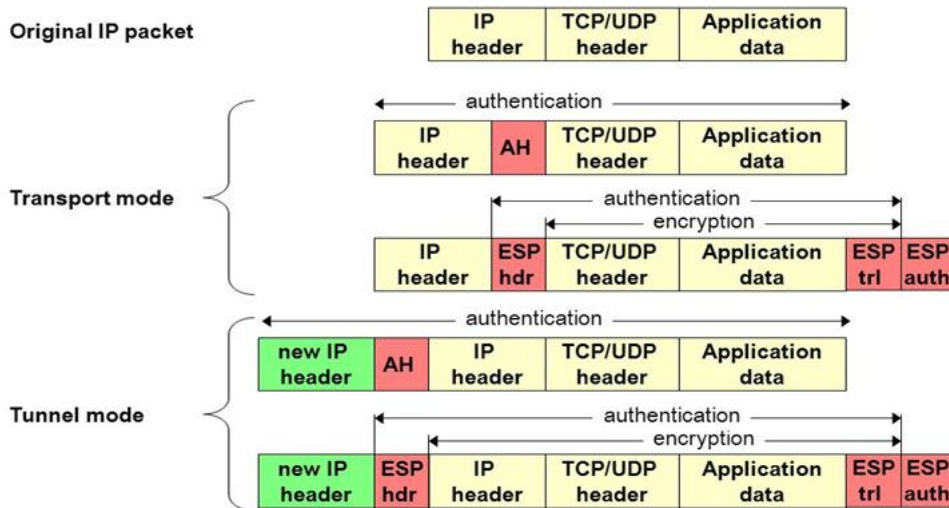 Original IP packet
IP header
TCP/UDP header
Application data
authentication
IP header
AH
TCP/UDP header
Application data
Transport mode
authentication
encryption
IP header
ESP hdr
TCP/UDP header
Application data
ESP trl
ESP auth
authentication
new IP header
AH
IP header
TCP/UDP header
Application data
Tunnel mode
authentication
encryption
new IP header
ESP hdr
IP header
TCP/UDP header
Application data
ESP trl
ESP auth